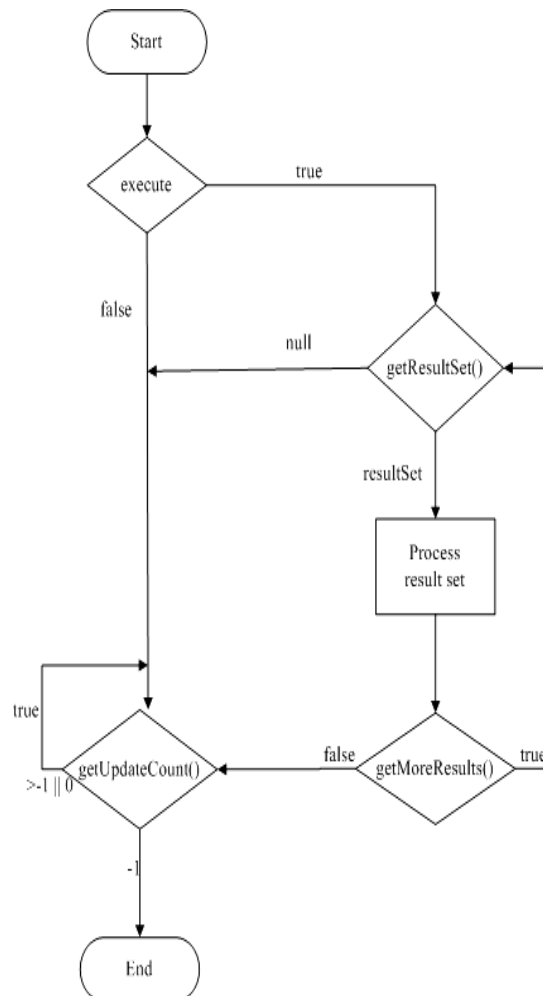 Start
execute
true
false
null
getResultSet()
resultSet
Process
result set
true
false
getMoreResults()
true
getUpdateCount()
>-1 || 0
-1
End